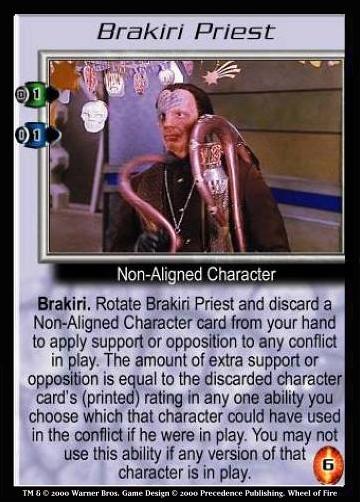 Brakiri Priest
0 1
0 1
Non-Aligned Character
Brakiri. Rotate Brakiri Priest and discard a
Non-Aligned Character card from your hand
to apply support or opposition to any conflict
in play. The amount of extra support or
opposition is equal to the discarded character
card's (printed) rating in any one ability you
choose which that character could have used
in the conflict if he were in play. You may not
use this ability if any version of that
character is in play.
6
TM & © 2000 Warner Bros. Game Design © 2000 Precedence Publishing. Wheel of Fire